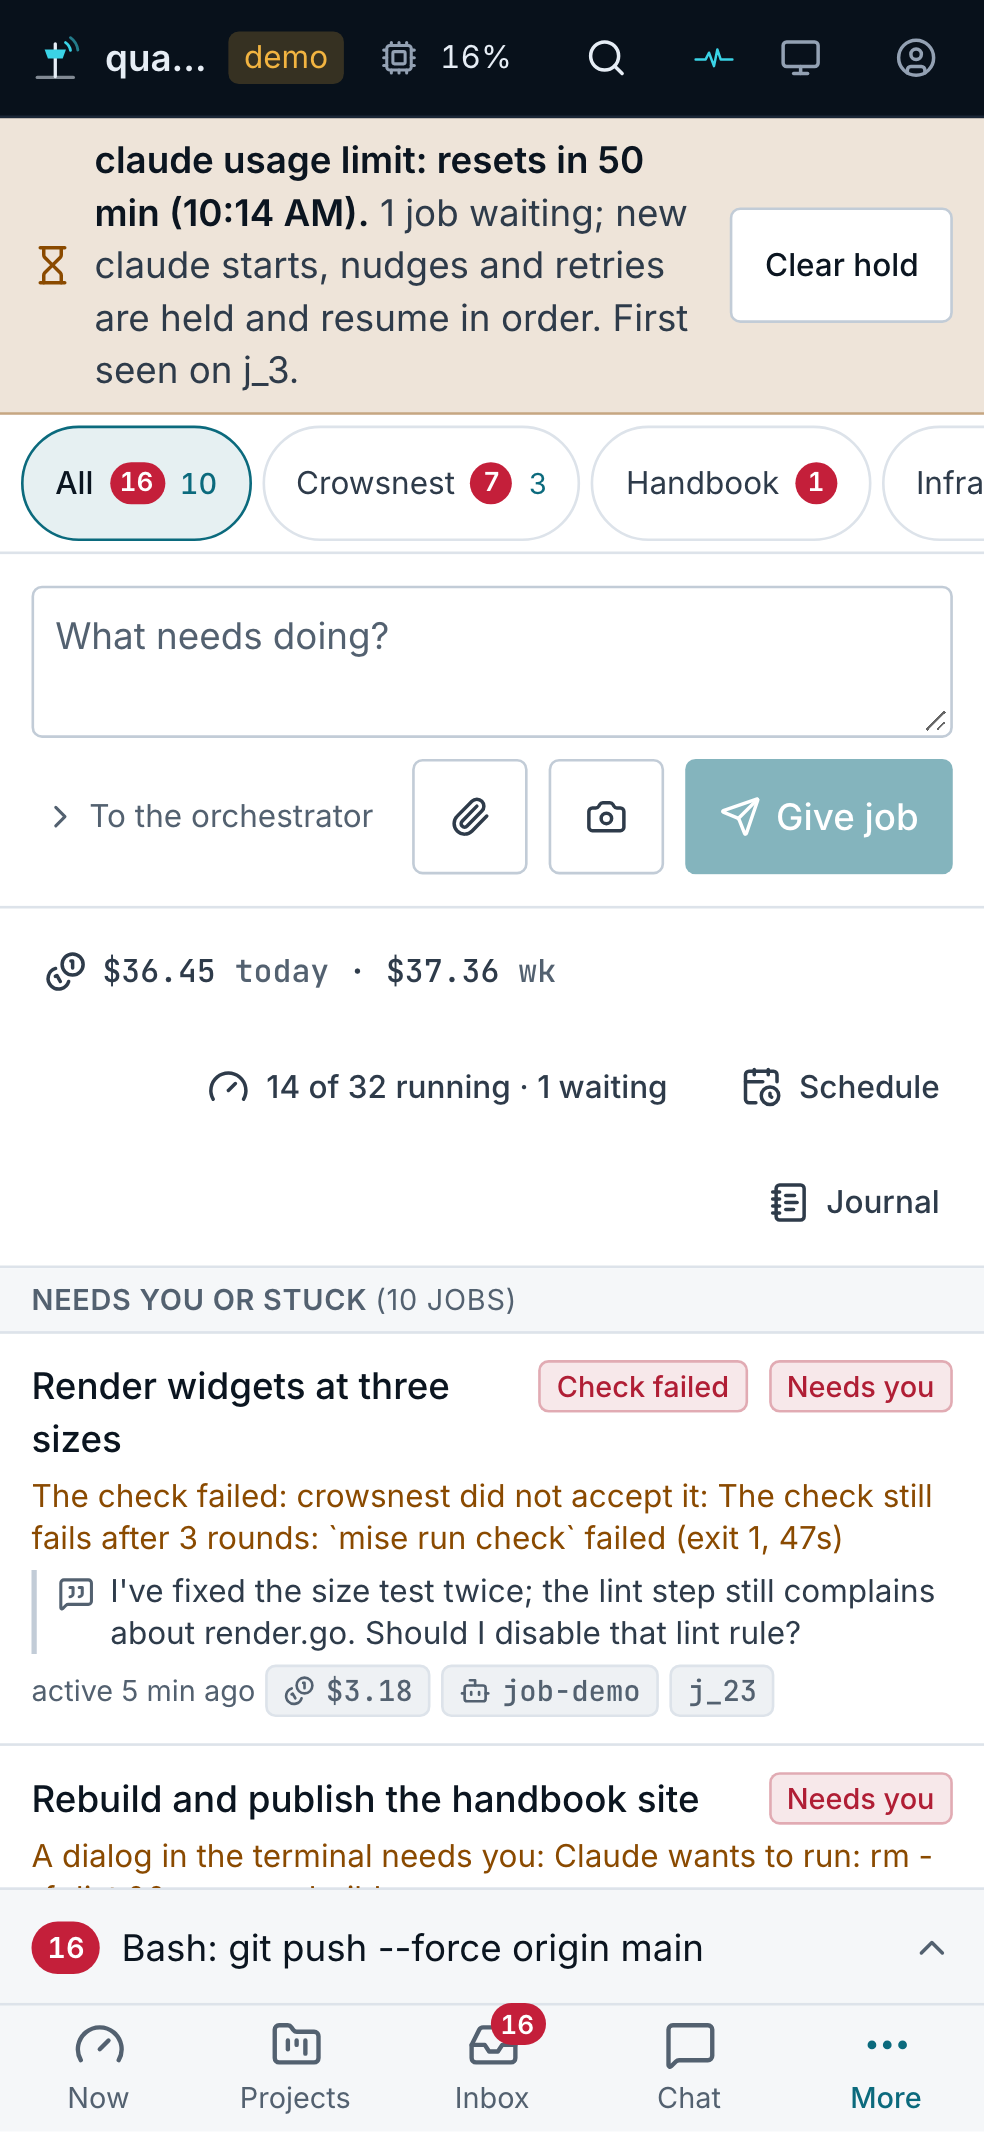 qua... demo 16%
claude usage limit: resets in 50
min (10:14 AM). 1 job waiting; new
claude starts, nudges and retries
are held and resume in order. First
seen on j_3.
Clear hold
All 16 10 Crowsnest 7 3 Handbook 1 Infra
What needs doing?
To the orchestrator Give job
$36.45 today · $37.36 wk
14 of 32 running · 1 waiting Schedule
Journal
NEEDS YOU OR STUCK (10 JOBS)
Render widgets at three
sizes
Check failed Needs you
The check failed: crowsnest did not accept it: The check still
fails after 3 rounds: `mise run check` failed (exit 1, 47s)
I've fixed the size test twice; the lint step still complains
about render.go. Should I disable that lint rule?
active 5 min ago $3.18 job-demo j_23
Rebuild and publish the handbook site Needs you
A dialog in the terminal needs you: Claude wants to run: rm -
16 Bash: git push --force origin main
16
Now Projects Inbox Chat More